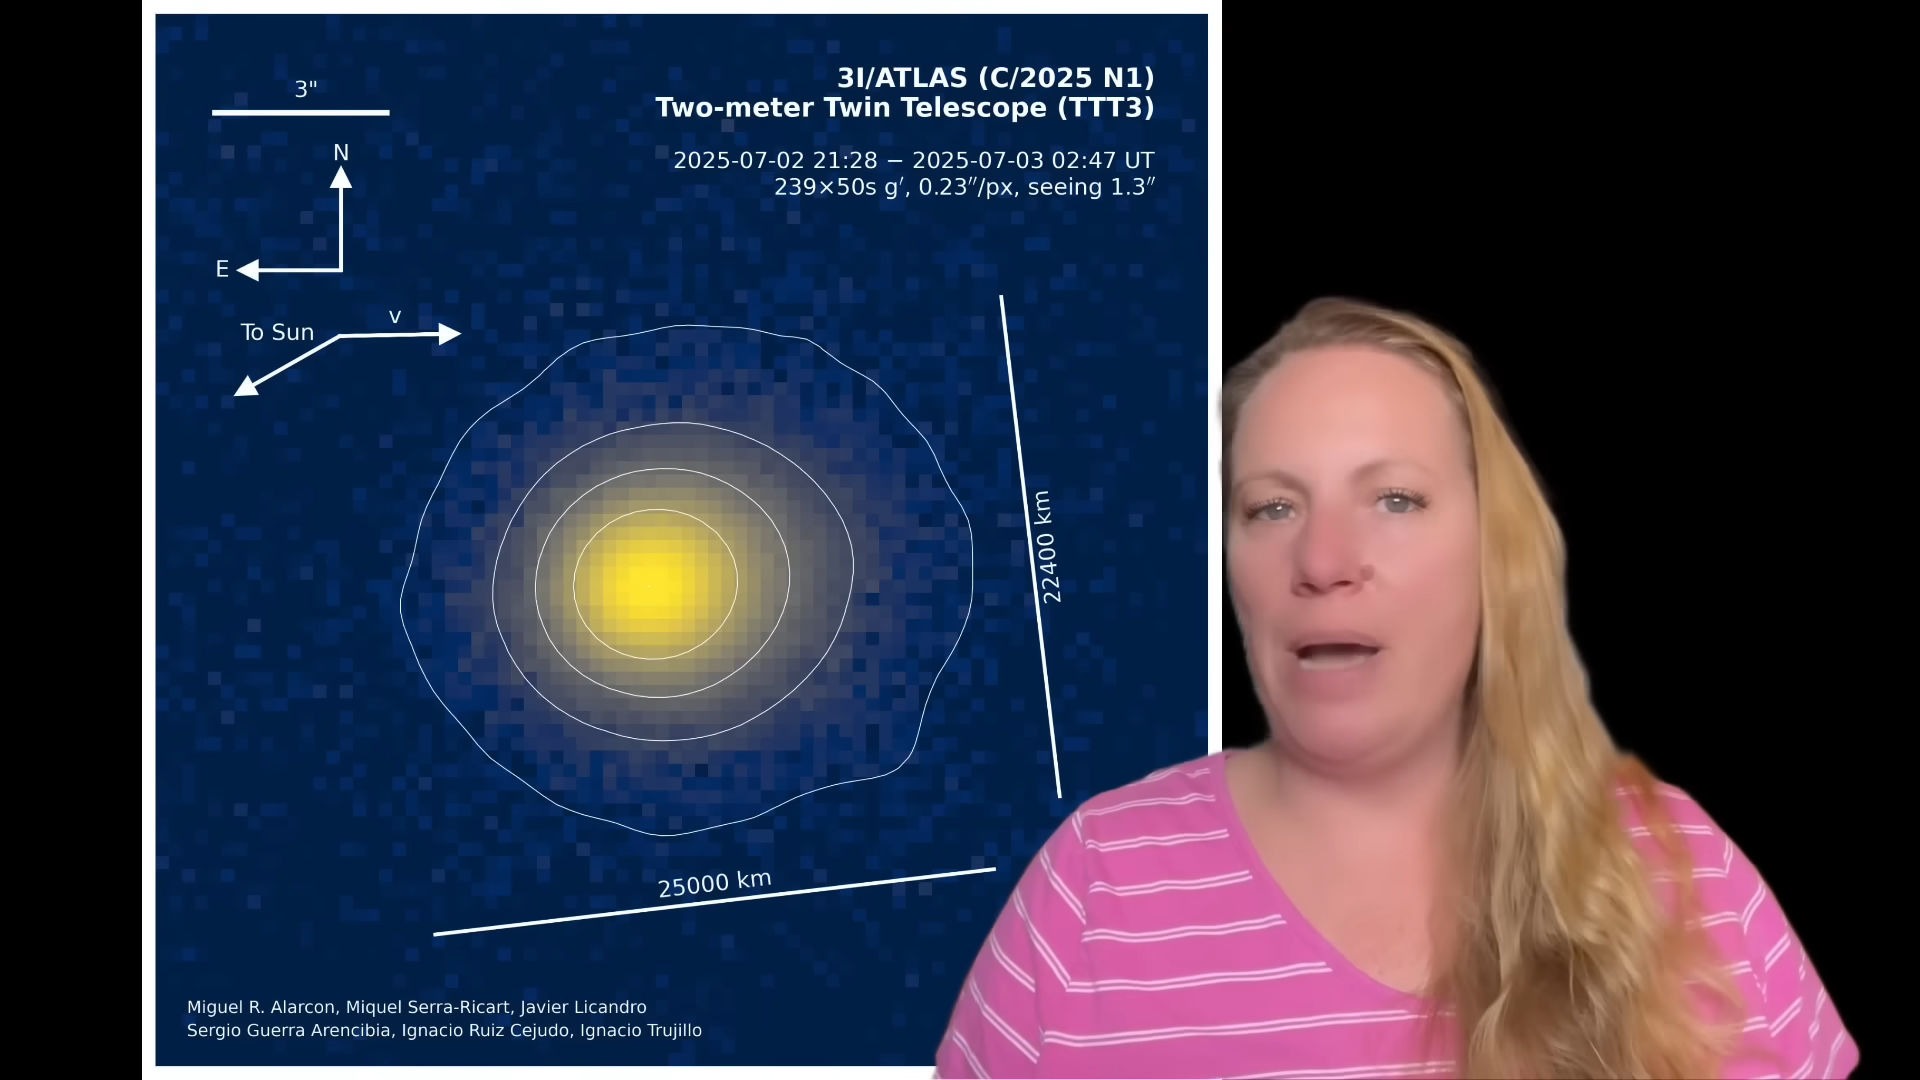 3"
3I/ATLAS (C/2025 N1)
Two-meter Twin Telescope (TTT3)
2025-07-02 21:28 − 2025-07-03 02:47 UT
239×50s g′, 0.23″/px, seeing 1.3″
N
E
To Sun
v
22400 km
25000 km
Miguel R. Alarcon, Miquel Serra-Ricart, Javier Licandro
Sergio Guerra Arencibia, Ignacio Ruiz Cejudo, Ignacio Trujillo